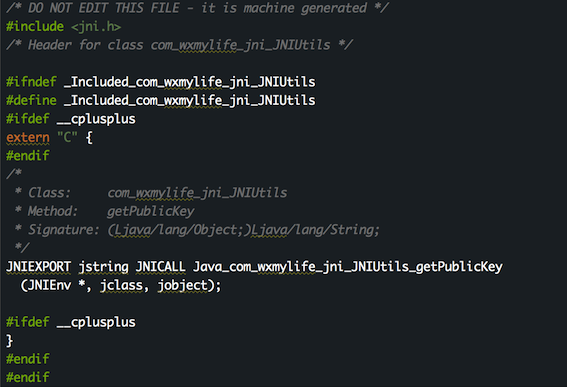 /* DO NOT EDIT THIS FILE - it is machine generated */
#include <jni.h>
/* Header for class com_wxmylife_jni_JNIUtils */
#ifndef _Included_com_wxmylife_jni_JNIUtils
#define _Included_com_wxmylife_jni_JNIUtils
#ifdef __cplusplus
extern "C" {
#endif
/*
 * Class:     com_wxmylife_jni_JNIUtils
 * Method:    getPublicKey
 * Signature: (Ljava/lang/Object;)Ljava/lang/String;
 */
JNIEXPORT jstring JNICALL Java_com_wxmylife_jni_JNIUtils_getPublicKey
  (JNIEnv *, jclass, jobject);
#ifdef __cplusplus
}
#endif
#endif